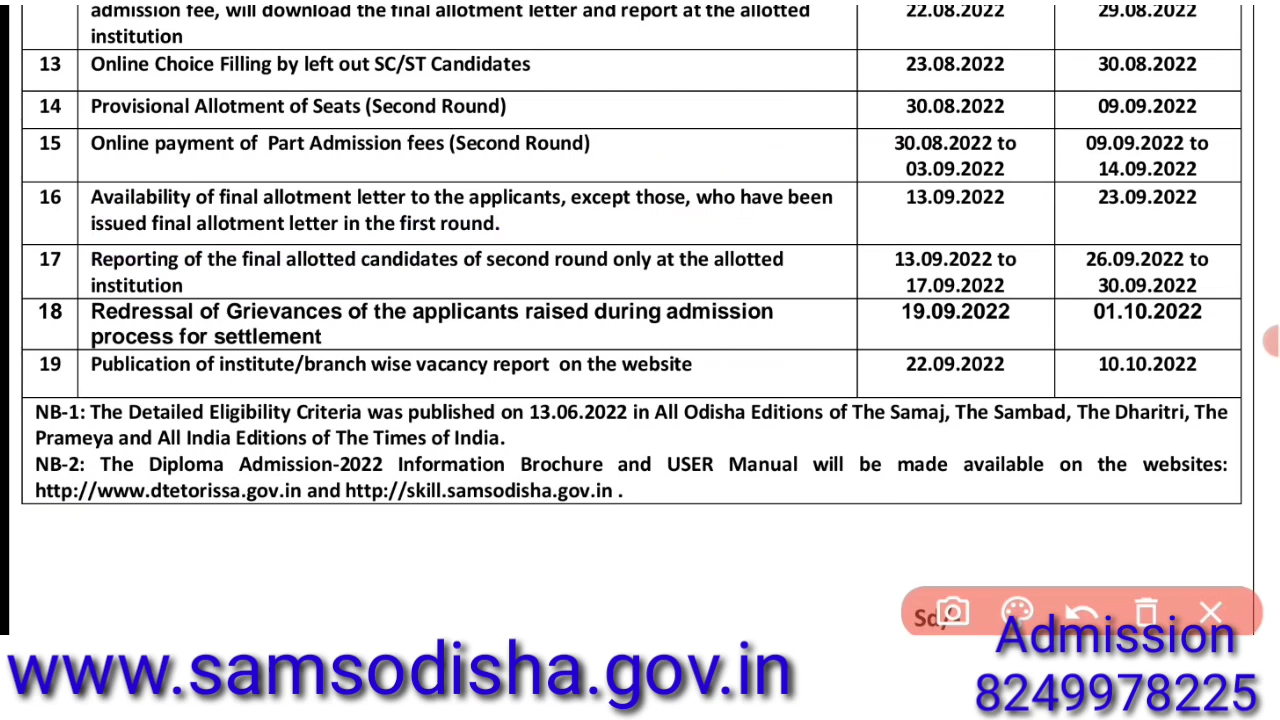 admission fee, will download the final allotment letter and report at the allotted institution 22.08.2022 29.08.2022
13 Online Choice Filling by left out SC/ST Candidates 23.08.2022 30.08.2022
14 Provisional Allotment of Seats (Second Round) 30.08.2022 09.09.2022
15 Online payment of Part Admission fees (Second Round) 30.08.2022 to 03.09.2022 09.09.2022 to 14.09.2022
16 Availability of final allotment letter to the applicants, except those, who have been issued final allotment letter in the first round. 13.09.2022 23.09.2022
17 Reporting of the final allotted candidates of second round only at the allotted institution 13.09.2022 to 17.09.2022 26.09.2022 to 30.09.2022
18 Redressal of Grievances of the applicants raised during admission process for settlement 19.09.2022 01.10.2022
19 Publication of institute/branch wise vacancy report on the website 22.09.2022 10.10.2022
NB-1: The Detailed Eligibility Criteria was published on 13.06.2022 in All Odisha Editions of The Samaj, The Sambad, The Dharitri, The
Prameya and All India Editions of The Times of India.
NB-2: The Diploma Admission-2022 Information Brochure and USER Manual will be made available on the websites:
http://www.dtetorissa.gov.in and http://skill.samsodisha.gov.in .
Sd/-
Admission
www.samsodisha.gov.in
8249978225